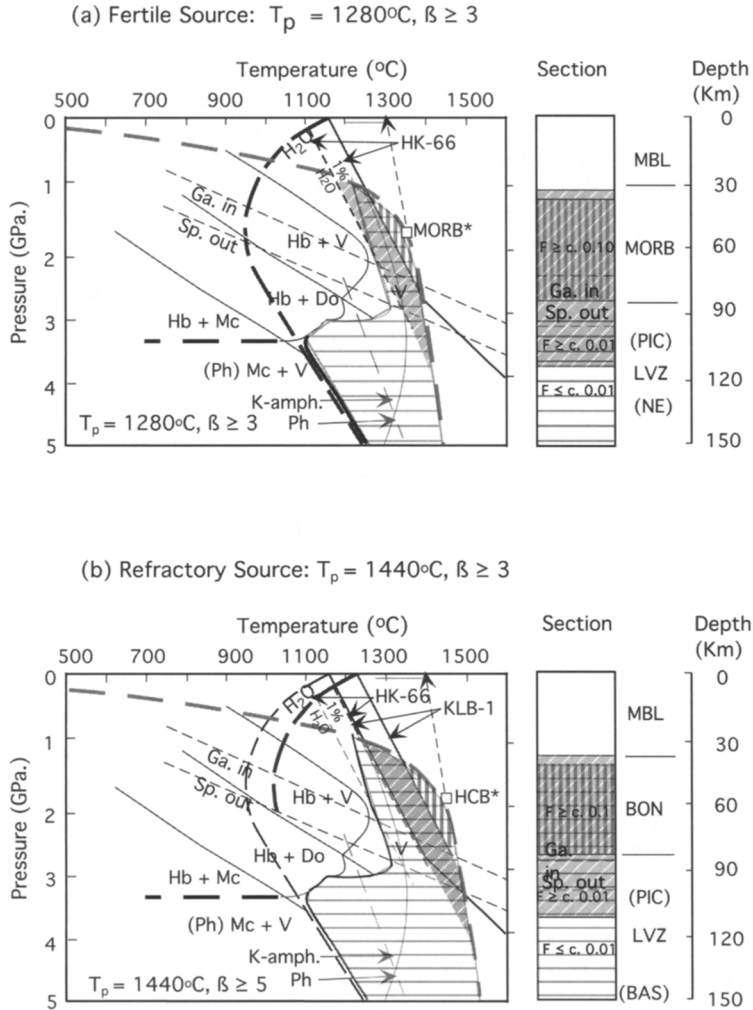 (a) Fertile Source: Tp = 1280ºC, ß ≥ 3
Temperature (ºC)
Section
Depth
(Km)
500 700 900 1100 1300 1500
0
1
2
3
4
5
Pressure (GPa.)
H2O
1%
H2O
HK-66
Ga. in
Sp. out
Hb + V
MORB*
V
Hb + Do
Hb + Mc
(Ph) Mc + V
K-amph.
Ph
Tp = 1280ºC, ß ≥ 3
F ≥ c. 0.10
Ga. in
Sp. out
F ≥ c. 0.01
F ≤ c. 0.01
MBL
MORB
(PIC)
LVZ
(NE)
0
30
60
90
120
150
(b) Refractory Source: Tp = 1440ºC, ß ≥ 3
Temperature (ºC)
Section
Depth
(Km)
500 700 900 1100 1300 1500
0
1
2
3
4
5
Pressure (GPa.)
H2O
1%
H2O
HK-66
KLB-1
Ga. in
Sp. out
Hb + V
HCB*
V
Hb + Do
Hb + Mc
(Ph) Mc + V
K-amph.
Ph
Tp = 1440ºC, ß ≥ 5
F ≥ c. 0.1
Ga.
in
Sp. out
F ≥ c. 0.01
F ≤ c. 0.01
MBL
BON
(PIC)
LVZ
(BAS)
0
30
60
90
120
150